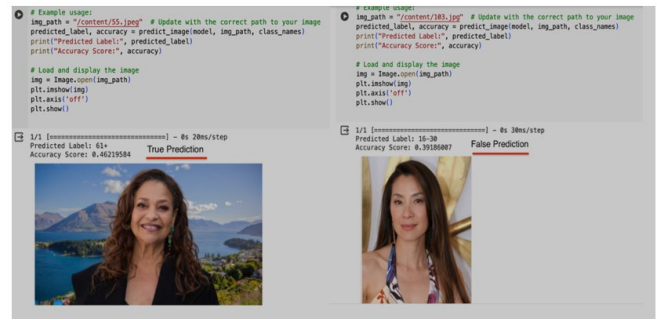 # Example usage:
img_path = "/content/55.jpeg"  # Update with the correct path to your image
predicted_label, accuracy = predict_image(model, img_path, class_names)
print("Predicted Label:", predicted_label)
print("Accuracy Score:", accuracy)
# Load and display the image
img = Image.open(img_path)
plt.imshow(img)
plt.axis('off')
plt.show()
1/1 [==============================] - 0s 20ms/step
Predicted Label: 61+
Accuracy Score: 0.46219584
True Prediction
# Example usage:
img_path = "/content/103.jpg"  # Update with the correct path to your image
predicted_label, accuracy = predict_image(model, img_path, class_names)
print("Predicted Label:", predicted_label)
print("Accuracy Score:", accuracy)
# Load and display the image
img = Image.open(img_path)
plt.imshow(img)
plt.axis('off')
plt.show()
1/1 [==============================] - 0s 30ms/step
Predicted Label: 16-30
Accuracy Score: 0.39186007
False Prediction